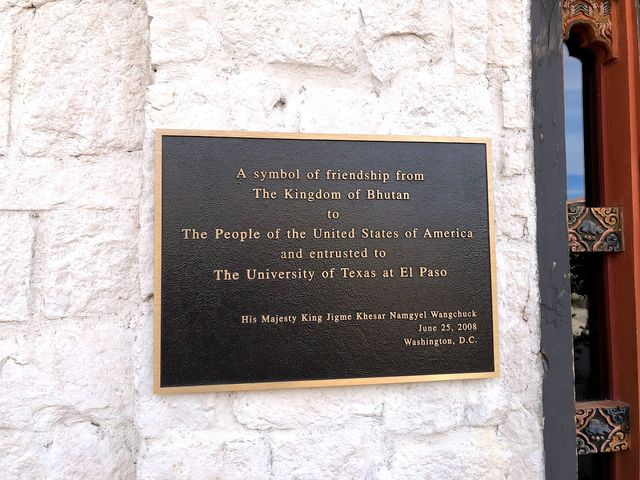 A symbol of friendship from
The Kingdom of Bhutan
to
The People of the United States of America
and entrusted to
The University of Texas at El Paso
His Majesty King Jigme Khesar Namgyel Wangchuck
June 25, 2008
Washington, D.C.